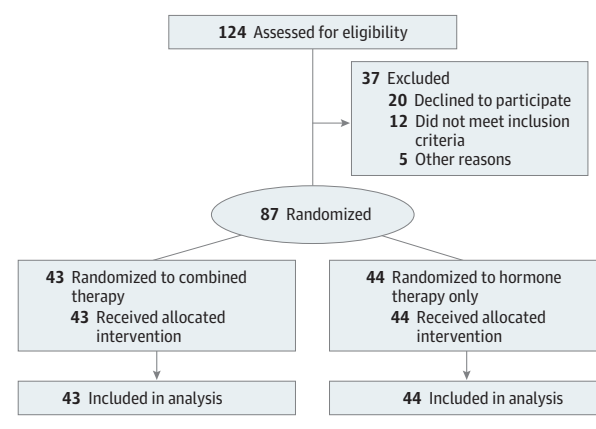 124 Assessed for eligibility
37 Excluded
20 Declined to participate
12 Did not meet inclusion
criteria
5 Other reasons
87 Randomized
43 Randomized to combined
therapy
43 Received allocated
intervention
44 Randomized to hormone
therapy only
44 Received allocated
intervention
43 Included in analysis
44 Included in analysis